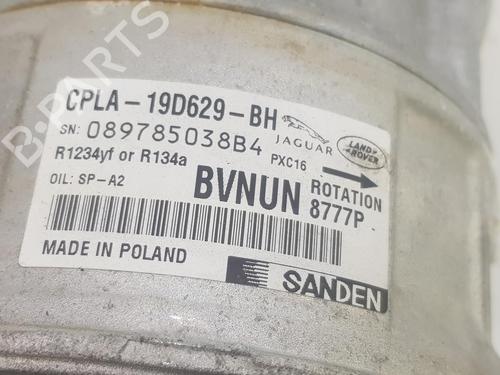 B-PARTS
CPLA-19D629-BH
SN: 089785038B4
JAGUAR
LAND ROVER
R1234yf or R134a
PXC16
OIL: SP-A2
BVNUN
ROTATION
8777P
MADE IN POLAND
SANDEN